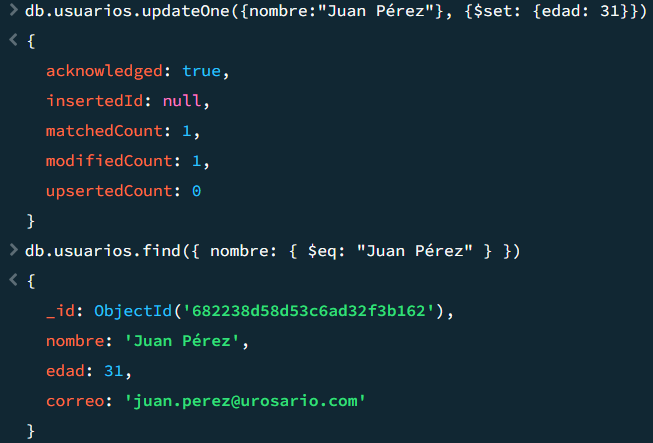 > db.usuarios.updateOne({nombre:"Juan Pérez"}, {$set: {edad: 31}})
< {
    acknowledged: true,
    insertedId: null,
    matchedCount: 1,
    modifiedCount: 1,
    upsertedCount: 0
  }
> db.usuarios.find({ nombre: { $eq: "Juan Pérez" } })
< {
    _id: ObjectId('682238d58d53c6ad32f3b162'),
    nombre: 'Juan Pérez',
    edad: 31,
    correo: 'juan.perez@urosario.com'
  }